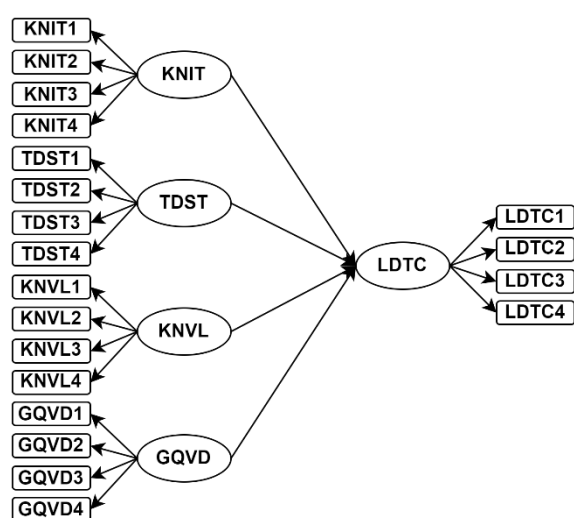 KNIT1
KNIT2
KNIT3
KNIT4
KNIT
TDST1
TDST2
TDST3
TDST4
TDST
KNVL1
KNVL2
KNVL3
KNVL4
KNVL
GQVD1
GQVD2
GQVD3
GQVD4
GQVD
LDTC
LDTC1
LDTC2
LDTC3
LDTC4